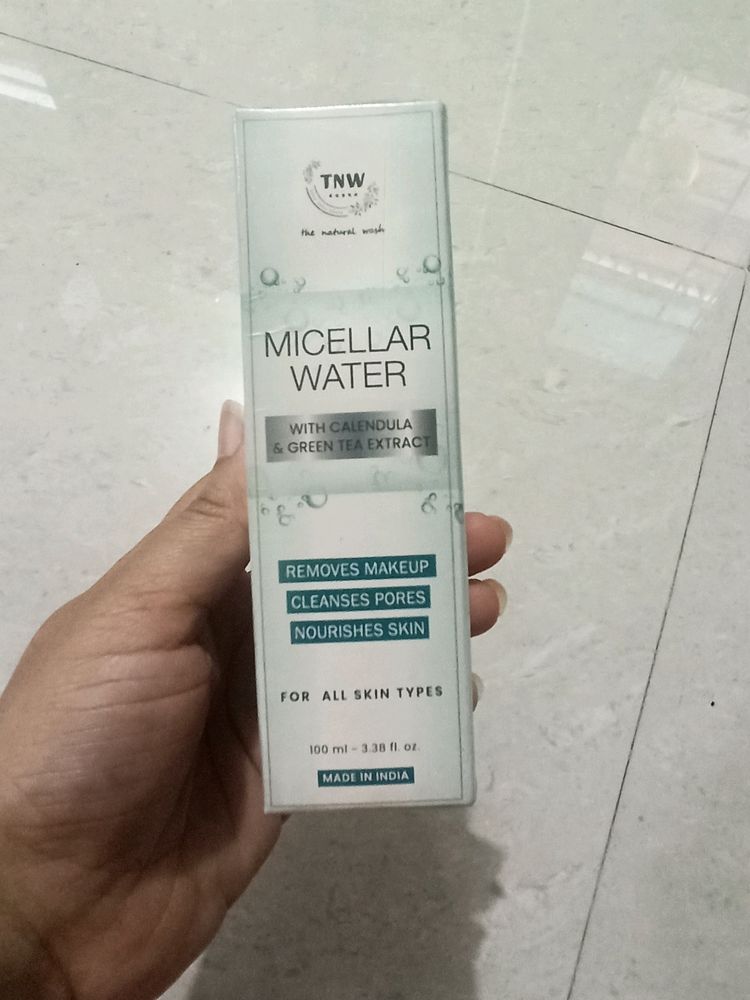 TNW
the natural wash
MICELLAR
WATER
WITH CALENDULA
& GREEN TEA EXTRACT
REMOVES MAKEUP
CLEANSES PORES
NOURISHES SKIN
FOR ALL SKIN TYPES
100 ml - 3.38 fl. oz.
MADE IN INDIA